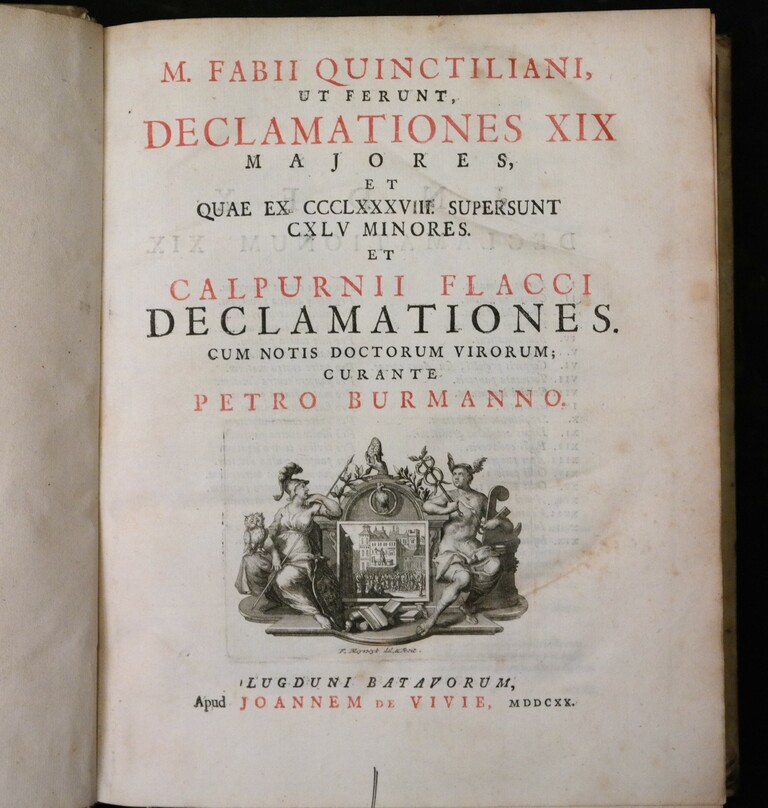 M. FABII QUINCTILIANI,
UT FERUNT,
DECLAMATIONES XIX
MAJORES,
ET
QUAE EX CCCLXXXVIII. SUPERSUNT
CXLV MINORES.
ET
CALPURNII FLACCI
DECLAMATIONES.
CUM NOTIS DOCTORUM VIRORUM;
CURANTE
PETRO BURMANNO.
LUGDUNI BATAVORUM,
Apud JOANNEM DE VIVIE, MDCCXX.